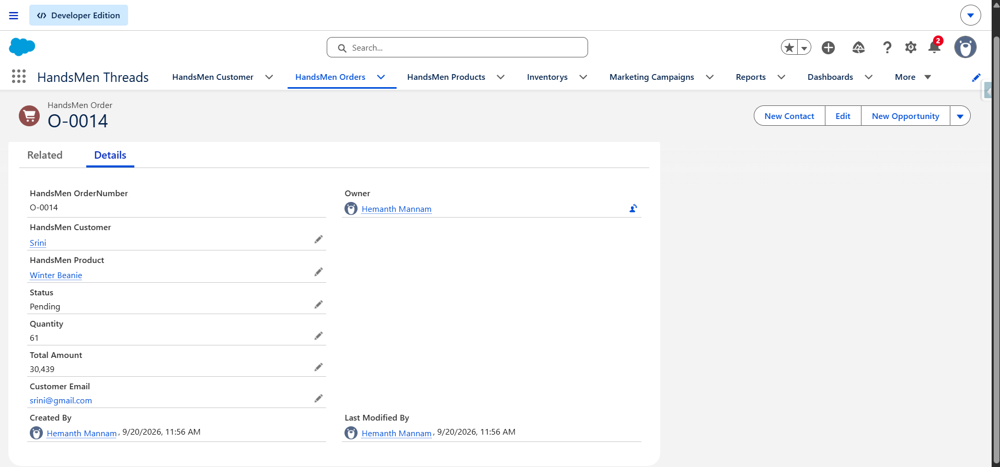 Developer Edition
Search...
2
HandsMen Threads
HandsMen Customer
HandsMen Orders
HandsMen Products
Inventorys
Marketing Campaigns
Reports
Dashboards
More
HandsMen Order
O-0014
New Contact
Edit
New Opportunity
Related
Details
HandsMen OrderNumber
O-0014
Owner
Hemanth Mannam
HandsMen Customer
Srini
HandsMen Product
Winter Beanie
Status
Pending
Quantity
61
Total Amount
30,439
Customer Email
srini@gmail.com
Created By
Hemanth Mannam, 9/20/2026, 11:56 AM
Last Modified By
Hemanth Mannam, 9/20/2026, 11:56 AM